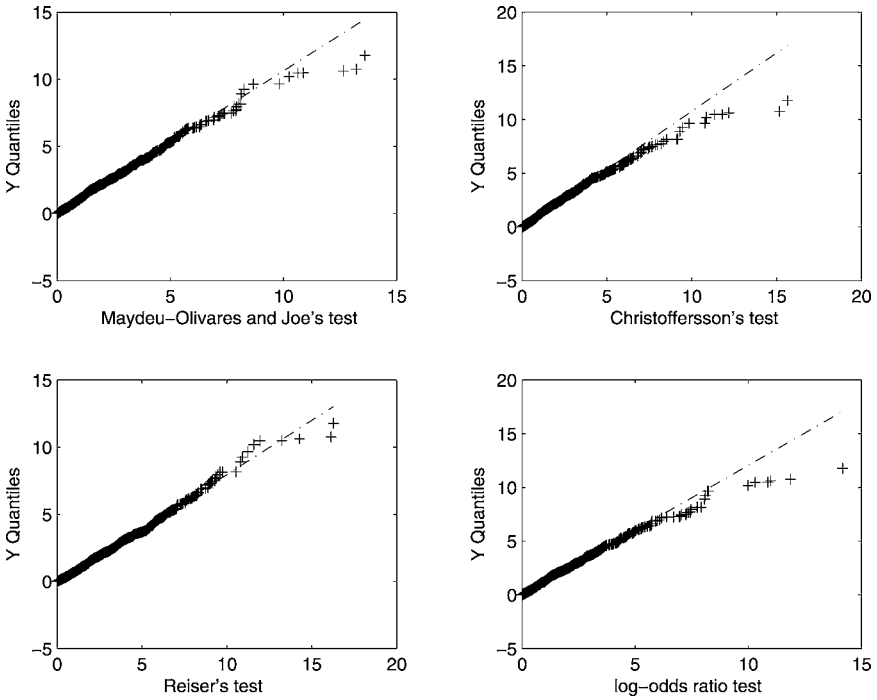 15
10
5
0
−5
Y Quantiles
0 5 10 15
Maydeu−Olivares and Joe's test
20
15
10
5
0
−5
Y Quantiles
0 5 10 15 20
Christoffersson's test
15
10
5
0
−5
Y Quantiles
0 5 10 15 20
Reiser's test
20
15
10
5
0
−5
Y Quantiles
0 5 10 15
log−odds ratio test